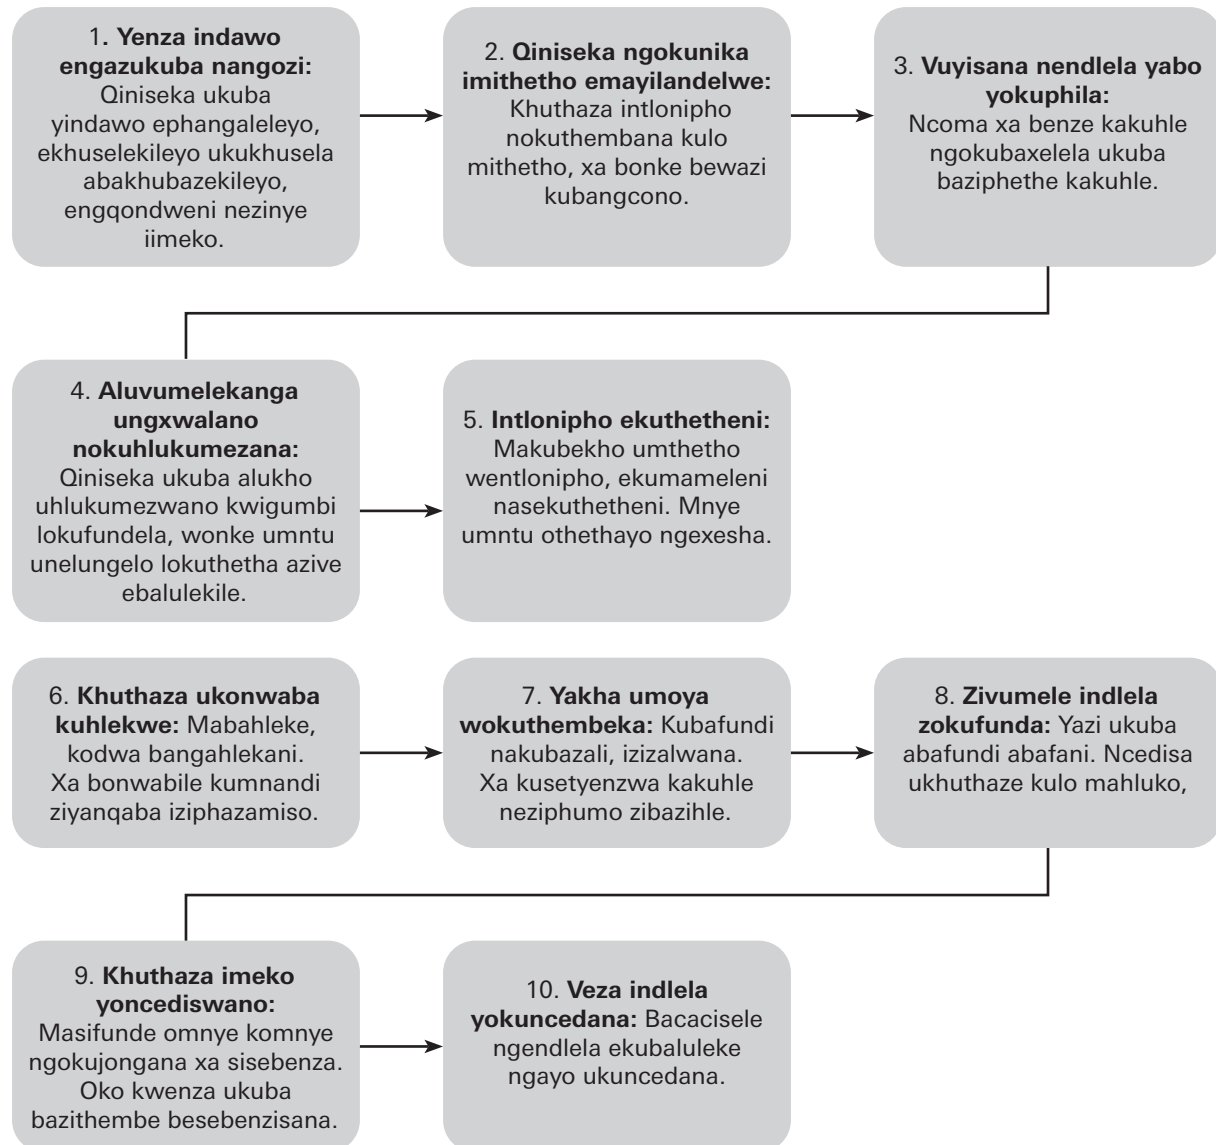 1. Yenza indawo
engazukuba nangozi:
Qiniseka ukuba
yindawo ephangaleleyo,
ekhuselekileyo ukukhusela
abakhubazekileyo,
engqondweni nezinye
iimeko.
2. Qiniseka ngokunika
imithetho emayilandelwe:
Khuthaza intlonipho
nokuthembana kulo
mithetho, xa bonke bewazi
kubangcono.
3. Vuyisana nendlela yabo
yokuphila:
Ncoma xa benze kakuhle
ngokubaxelela ukuba
baziphethe kakuhle.
4. Aluvumelekanga
ungxwalano
nokuhlukumezana:
Qiniseka ukuba alukho
uhlukumezwano kwigumbi
lokufundela, wonke umntu
unelungelo lokuthetha azive
ebalulekile.
5. Intlonipho ekuthetheni:
Makubekho umthetho
wentlonipho, ekumameleni
nasekuthetheni. Mnye
umntu othethayo ngexesha.
6. Khuthaza ukonwaba
kuhlekwe: Mabahleke,
kodwa bangahlekani.
Xa bonwabile kumnandi
ziyanqaba iziphazamiso.
7. Yakha umoya
wokuthembeka: Kubafundi
nakubazali, izizalwana.
Xa kusetyenzwa kakuhle
neziphumo zibazihle.
8. Zivumele indlela
zokufunda: Yazi ukuba
abafundi abafani. Ncedisa
ukhuthaze kulo mahluko,
9. Khuthaza imeko
yoncediswano:
Masifunde omnye komnye
ngokujongana xa sisebenza.
Oko kwenza ukuba
bazithembe besebenzisana.
10. Veza indlela
yokuncedana: Bacacisele
ngendlela ekubaluleke
ngayo ukuncedana.